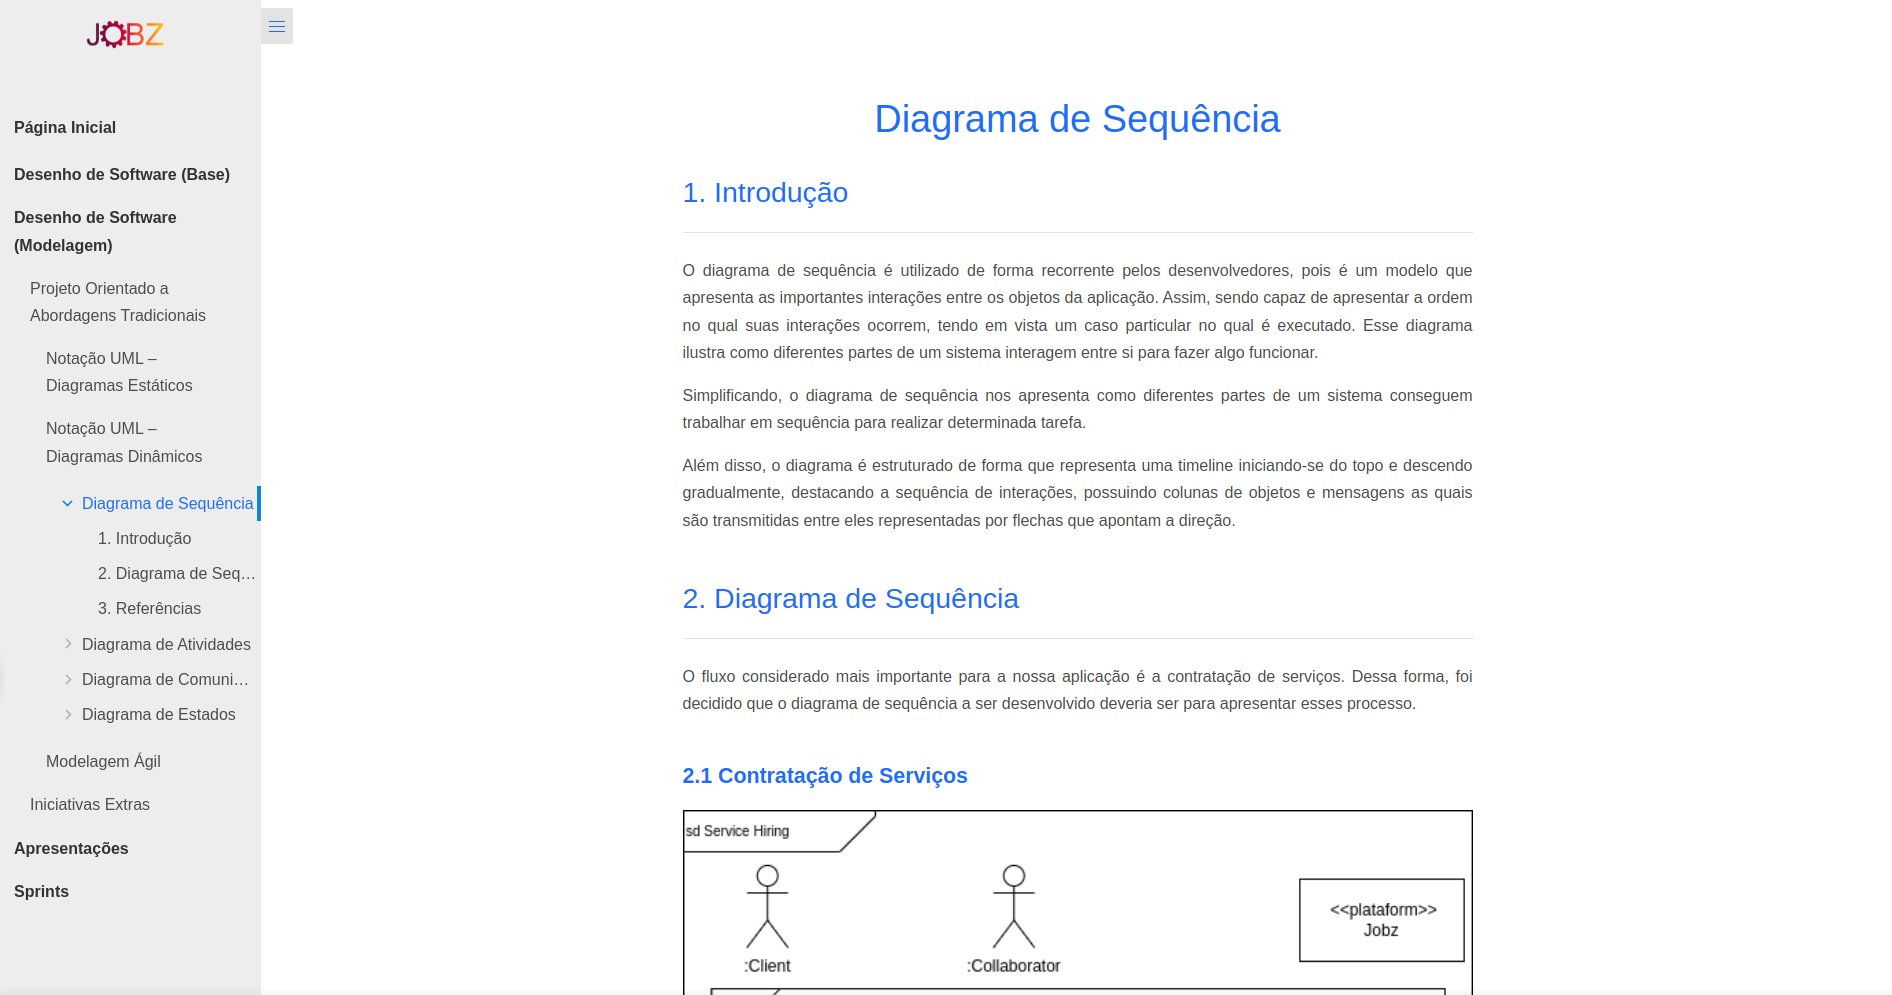 JOBZ
Página Inicial
Desenho de Software (Base)
Desenho de Software
(Modelagem)
Projeto Orientado a
Abordagens Tradicionais
Notação UML –
Diagramas Estáticos
Notação UML –
Diagramas Dinâmicos
Diagrama de Sequência
1. Introdução
2. Diagrama de Seq…
3. Referências
Diagrama de Atividades
Diagrama de Comuni…
Diagrama de Estados
Modelagem Ágil
Iniciativas Extras
Apresentações
Sprints
Diagrama de Sequência
1. Introdução
O diagrama de sequência é utilizado de forma recorrente pelos desenvolvedores, pois é um modelo que
apresenta as importantes interações entre os objetos da aplicação. Assim, sendo capaz de apresentar a ordem
no qual suas interações ocorrem, tendo em vista um caso particular no qual é executado. Esse diagrama
ilustra como diferentes partes de um sistema interagem entre si para fazer algo funcionar.
Simplificando, o diagrama de sequência nos apresenta como diferentes partes de um sistema conseguem
trabalhar em sequência para realizar determinada tarefa.
Além disso, o diagrama é estruturado de forma que representa uma timeline iniciando-se do topo e descendo
gradualmente, destacando a sequência de interações, possuindo colunas de objetos e mensagens as quais
são transmitidas entre eles representadas por flechas que apontam a direção.
2. Diagrama de Sequência
O fluxo considerado mais importante para a nossa aplicação é a contratação de serviços. Dessa forma, foi
decidido que o diagrama de sequência a ser desenvolvido deveria ser para apresentar esses processo.
2.1 Contratação de Serviços
sd Service Hiring
<<plataform>>
Jobz
:Client
:Collaborator